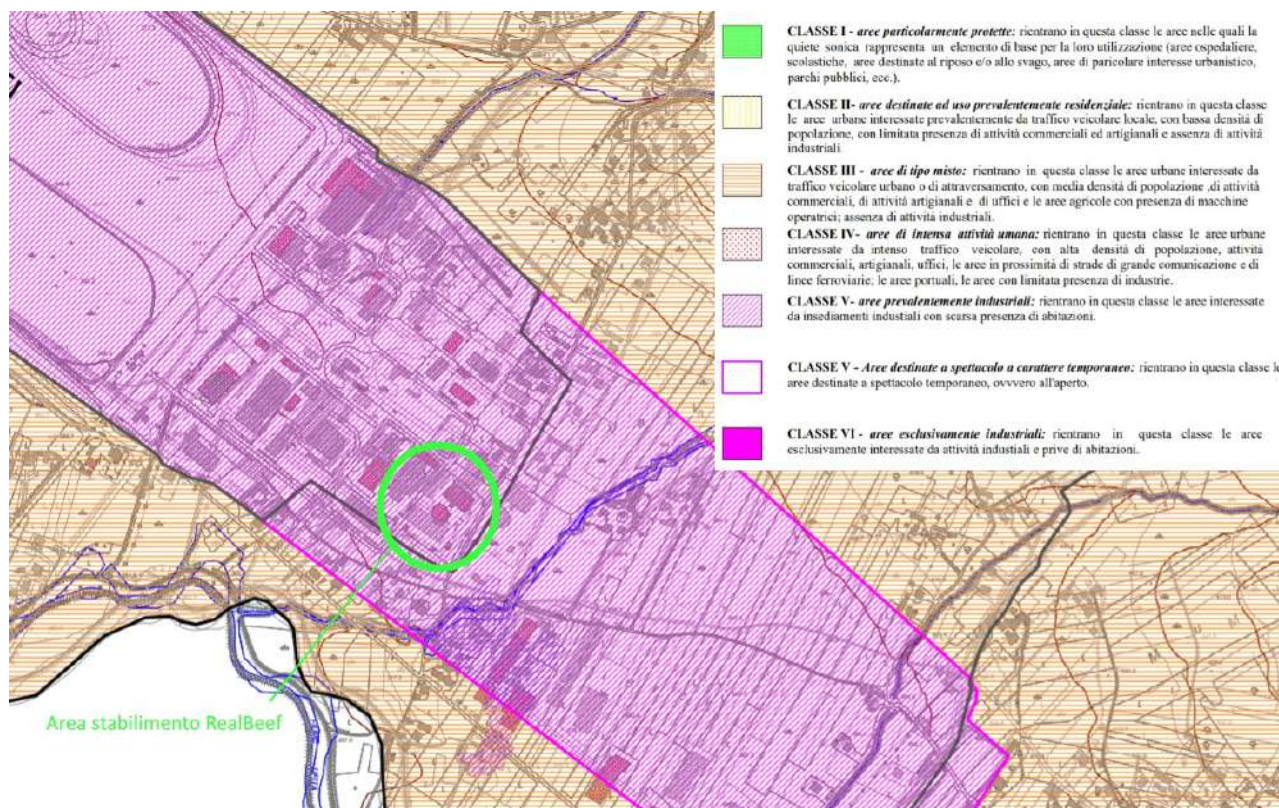 CLASSE I - aree particolarmente protette: rientrano in questa classe le aree nelle quali la
quiete sonica rappresenta un elemento di base per la loro utilizzazione (aree ospedaliere,
scolastiche, aree destinate al riposo e/o allo svago, aree di paricolare interesse urbanistico,
parchi pubblici, ecc.).
CLASSE II- aree destinate ad uso prevalentemente residenziale: rientrano in questa classe
le aree urbane interessate prevalentemente da traffico veicolare locale, con bassa densità di
popolazione, con limitata presenza di attività commerciali ed artigianali e assenza di attività
industriali
CLASSE III - aree di tipo misto: rientrano in questa classe le aree urbane interessate da
traffico veicolare urbano o di attraversamento, con media densità di popolazione ,di attività
commerciali, di attività artigianali e di uffici e le aree agricole con presenza di macchine
operatrici; assenza di attività industriali.
CLASSE IV- aree di intensa attività umana: rientrano in questa classe le aree urbane
interessate da intenso traffico veicolare, con alta densità di popolazione, attività
commerciali, artigianali, uffici, le aree in prossimità di strade di grande comunicazione e di
linee ferroviarie; le aree portuali, le aree con limitata presenza di industrie.
CLASSE V- aree prevalentemente industriali: rientrano in questa classe le aree interessate
da insediamenti industiali con scarsa presenza di abitazioni.
CLASSE V - Aree destinate a spettacolo a carattere temporaneo: rientrano in questa classe le
aree destinate a spettacolo temporaneo, ovvvero all'aperto.
CLASSE VI - aree esclusivamente industriali: rientrano in questa classe le aree
esclusivamente interessate da attività industiali e prive di abitazioni.
Area stabilimento RealBeef